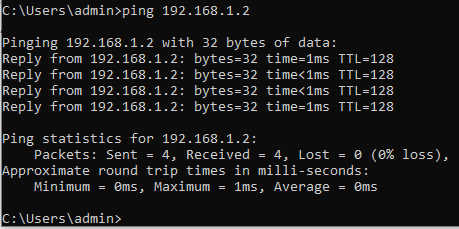 C:\Users\admin>ping 192.168.1.2
Pinging 192.168.1.2 with 32 bytes of data:
Reply from 192.168.1.2: bytes=32 time=1ms TTL=128
Reply from 192.168.1.2: bytes=32 time<1ms TTL=128
Reply from 192.168.1.2: bytes=32 time<1ms TTL=128
Reply from 192.168.1.2: bytes=32 time=1ms TTL=128
Ping statistics for 192.168.1.2:
    Packets: Sent = 4, Received = 4, Lost = 0 (0% loss),
Approximate round trip times in milli-seconds:
    Minimum = 0ms, Maximum = 1ms, Average = 0ms
C:\Users\admin>